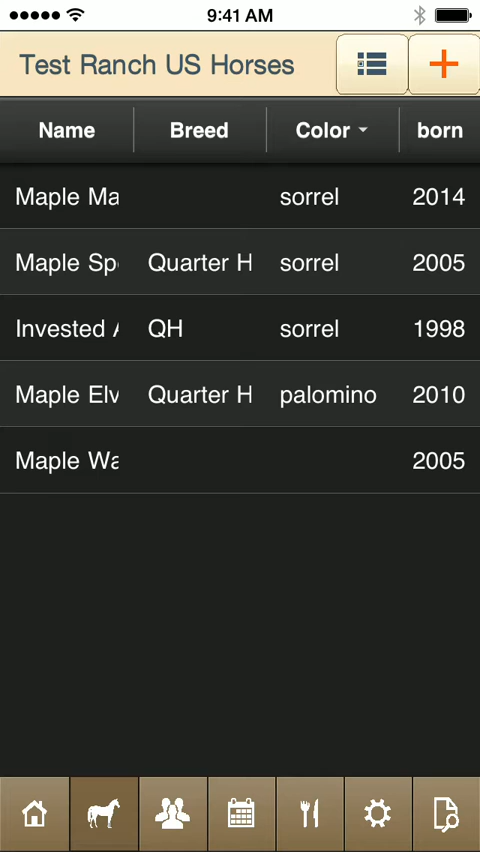 9:41 AM
Test Ranch US Horses
Name Breed Color born
Maple Ma sorrel 2014
Maple Sp Quarter H sorrel 2005
Invested QH sorrel 1998
Maple Elv Quarter H palomino 2010
Maple Wa 2005